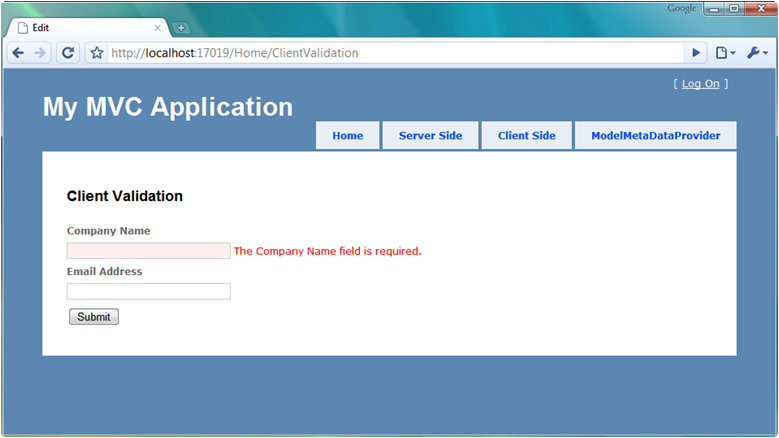 Google
Edit
http://localhost:17019/Home/ClientValidation
[ Log On ]
My MVC Application
Home Server Side Client Side ModelMetaDataProvider
Client Validation
Company Name
The Company Name field is required.
Email Address
Submit